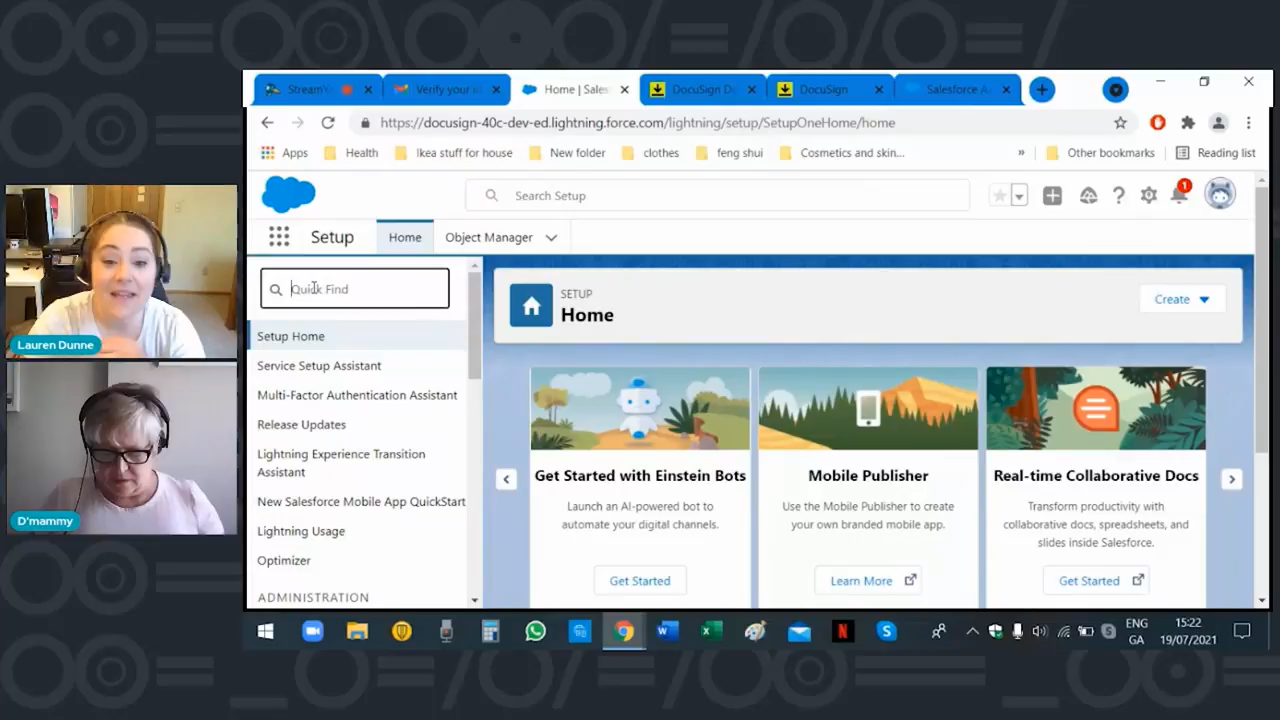 StreamY
Verify your
Home | Sales
DocuSign D
DocuSign
Salesforce A
https://docusign-40c-dev-ed.lightning.force.com/lightning/setup/SetupOneHome/home
Apps
Health
Ikea stuff for house
New folder
clothes
feng shui
Cosmetics and skin...
»
Other bookmarks
Reading list
Search Setup
1
Setup
Home
Object Manager
Quick Find
SETUP
Home
Create
Setup Home
Service Setup Assistant
Multi-Factor Authentication Assistant
Release Updates
Lightning Experience Transition
Assistant
New Salesforce Mobile App QuickStart
Lightning Usage
Optimizer
ADMINISTRATION
Get Started with Einstein Bots
Launch an AI-powered bot to
automate your digital channels.
Get Started
Mobile Publisher
Use the Mobile Publisher to create
your own branded mobile app.
Learn More
Real-time Collaborative Docs
Transform productivity with
collaborative docs, spreadsheets, and
slides inside Salesforce.
Get Started
Lauren Dunne
D'mammy
ENG
GA
15:22
19/07/2021